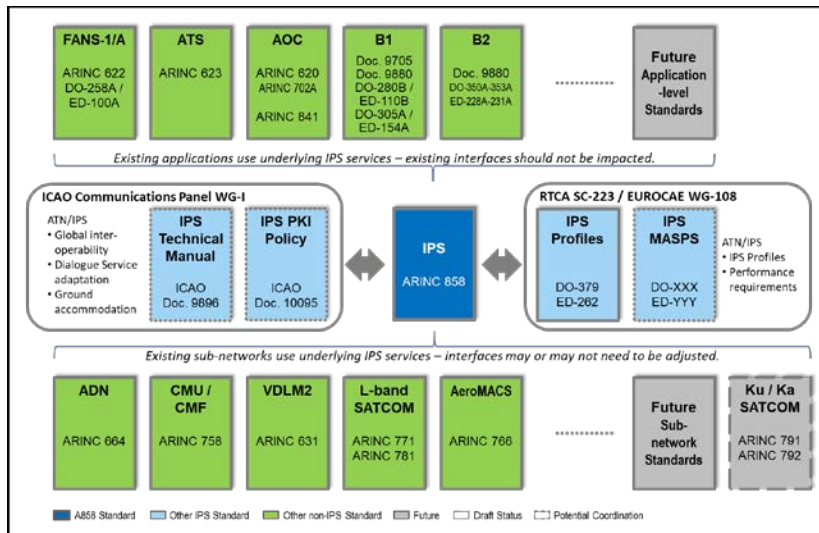 FANS-1/A
ARINC 622
DO-258A /
ED-100A
ATS
ARINC 623
AOC
ARINC 620
ARINC 702A
ARINC 841
B1
Doc. 9705
Doc. 9880
DO-280B /
ED-110B
DO-305A /
ED-154A
B2
Doc. 9880
DO-350A-353A
ED-228A-231A
Future
Application
-level
Standards
Existing applications use underlying IPS services – existing interfaces should not be impacted.
ICAO Communications Panel WG-I
ATN/IPS
• Global inter-
operability
• Dialogue Service
adaptation
• Ground
accommodation
IPS
Technical
Manual
ICAO
Doc. 9896
IPS PKI
Policy
ICAO
Doc. 10095
IPS
ARINC 858
RTCA SC-223 / EUROCAE WG-108
IPS
Profiles
DO-379
ED-262
IPS
MASPS
DO-XXX
ED-YYY
ATN/IPS
• IPS Profiles
• Performance
requirements
Existing sub-networks use underlying IPS services – interfaces may or may not need to be adjusted.
ADN
ARINC 664
CMU /
CMF
ARINC 758
VDLM2
ARINC 631
L-band
SATCOM
ARINC 771
ARINC 781
AeroMACS
ARINC 766
Future
Sub-
network
Standards
Ku / Ka
SATCOM
ARINC 791
ARINC 792
A858 Standard
Other IPS Standard
Other non-IPS Standard
Future
Draft Status
Potential Coordination